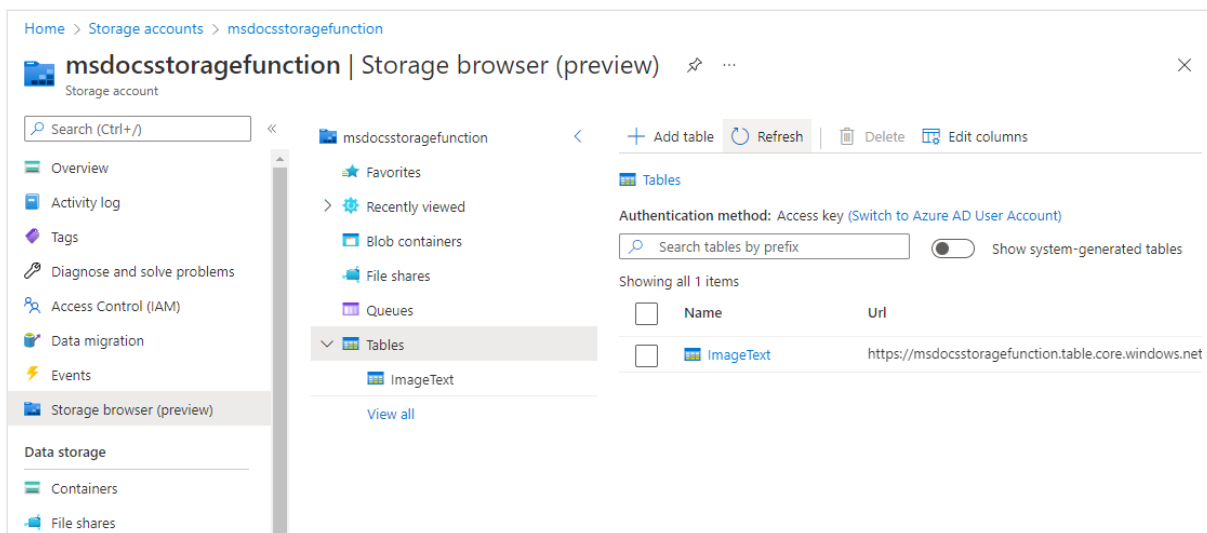 Home > Storage accounts > msdocsstoragefunction
msdocsstoragefunction | Storage browser (preview) ...
Storage account
Search (Ctrl+/)
Overview
Activity log
Tags
Diagnose and solve problems
Access Control (IAM)
Data migration
Events
Storage browser (preview)
Data storage
Containers
File shares
msdocsstoragefunction
Favorites
Recently viewed
Blob containers
File shares
Queues
Tables
ImageText
View all
Add table Refresh Delete Edit columns
Tables
Authentication method: Access key (Switch to Azure AD User Account)
Search tables by prefix Show system-generated tables
Showing all 1 items
Name Url
ImageText https://msdocsstoragefunction.table.core.windows.net